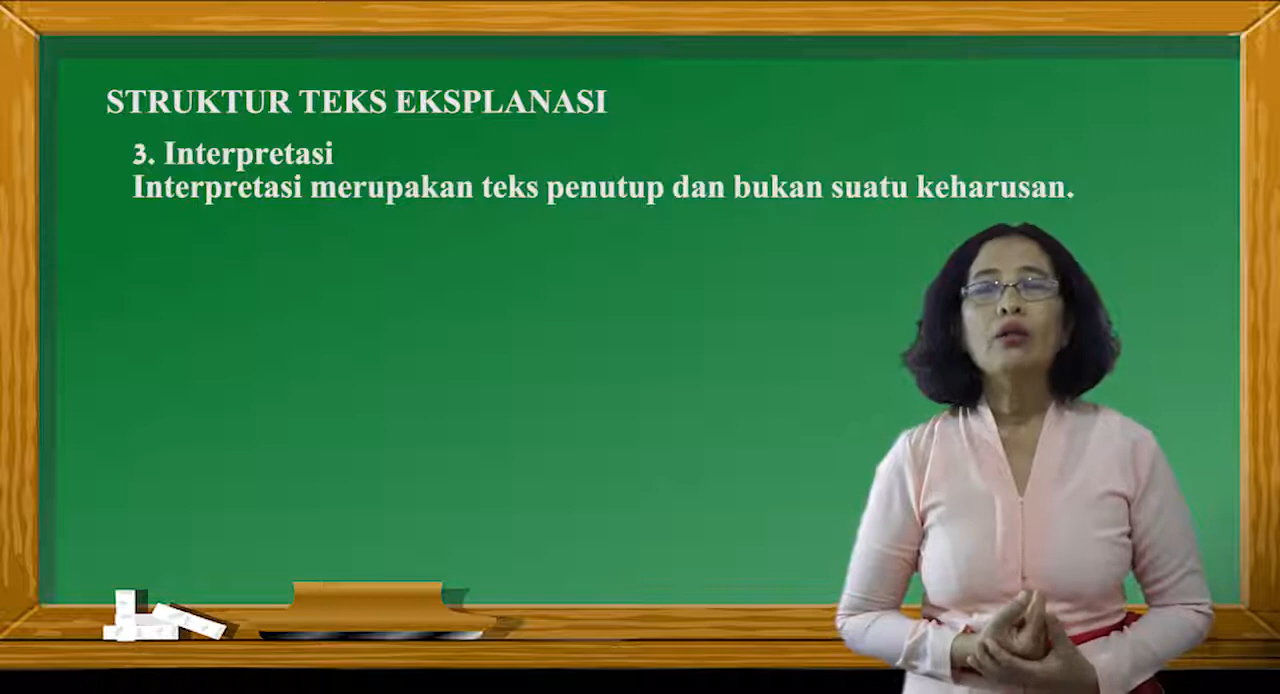 STRUKTUR TEKS EKSPLANASI
3. Interpretasi
Interpretasi merupakan teks penutup dan bukan suatu keharusan.